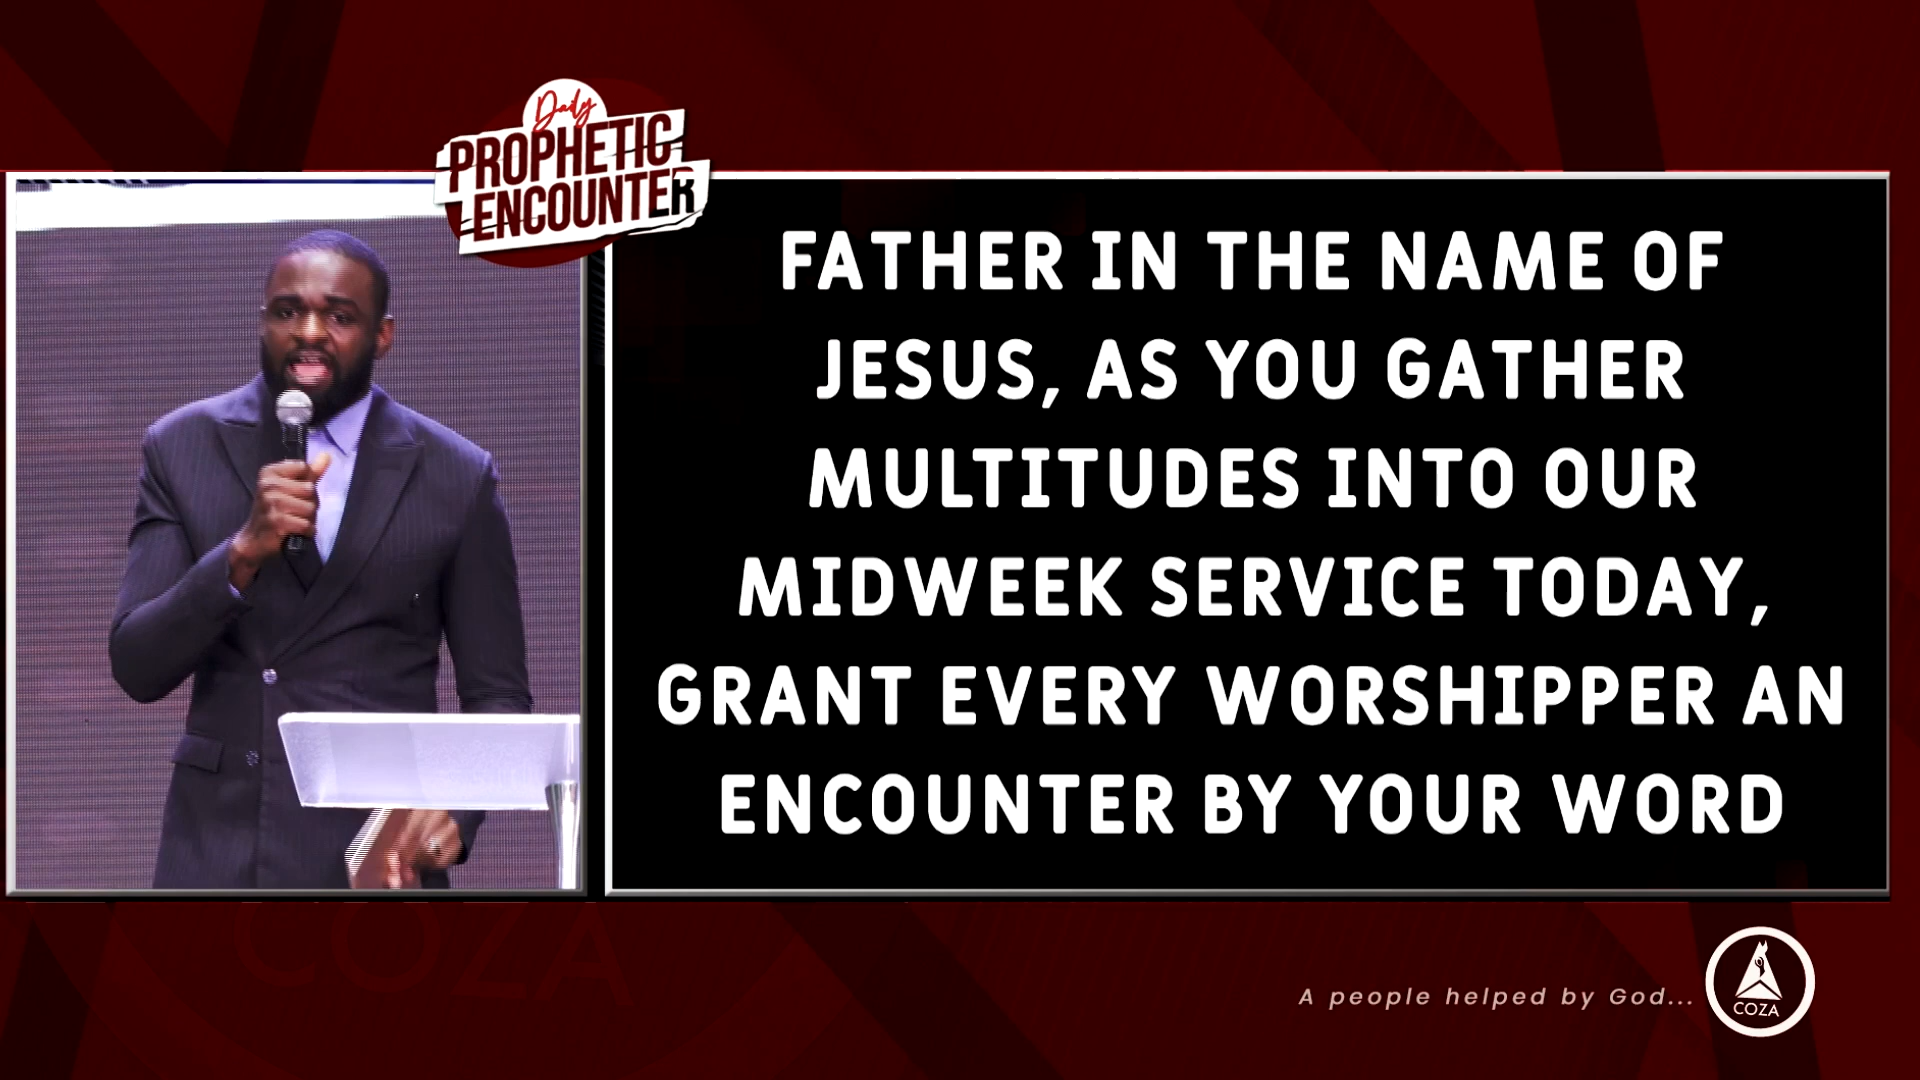 Daily
PROPHETIC
ENCOUNTER
FATHER IN THE NAME OF
JESUS, AS YOU GATHER
MULTITUDES INTO OUR
MIDWEEK SERVICE TODAY,
GRANT EVERY WORSHIPPER AN
ENCOUNTER BY YOUR WORD
COZA
A people helped by God...
COZA